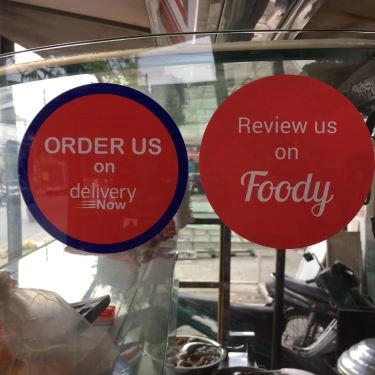 ORDER US
on
delivery
Now
Review us
on
Foody